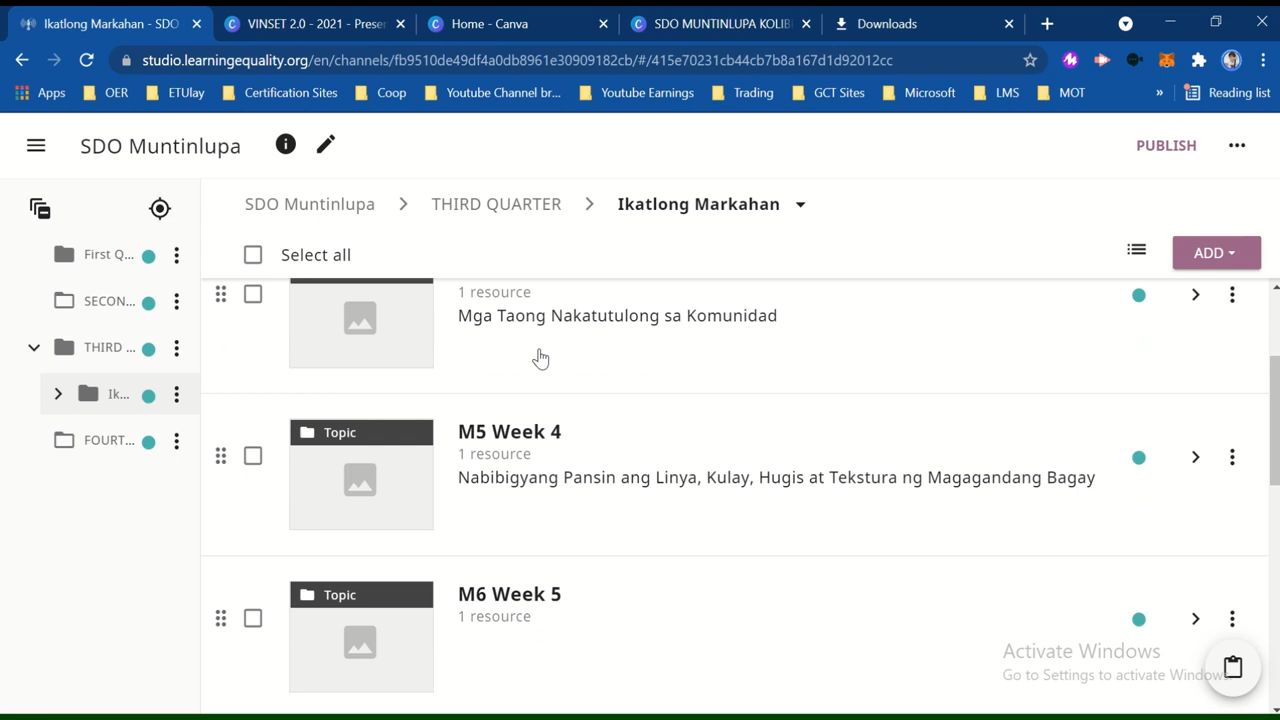 Ikatlong Markahan - SDO
VINSET 2.0 - 2021 - Preser
Home - Canva
SDO MUNTINLUPA KOLIB
Downloads
studio.learningequality.org/en/channels/fb9510de49df4a0db8961e30909182cb/#/415e70231cb44cb7b8a167d1d92012cc
Apps OER ETUlay Certification Sites Coop Youtube Channel br... Youtube Earnings Trading GCT Sites Microsoft LMS MOT » Reading list
SDO Muntinlupa
PUBLISH
SDO Muntinlupa > THIRD QUARTER > Ikatlong Markahan
Select all
ADD
First Q...
SECON...
THIRD ...
Ik...
FOURT...
1 resource
Mga Taong Nakatutulong sa Komunidad
Topic
M5 Week 4
1 resource
Nabibigyang Pansin ang Linya, Kulay, Hugis at Tekstura ng Magagandang Bagay
Topic
M6 Week 5
1 resource
Activate Windows
Go to Settings to activate Windows.